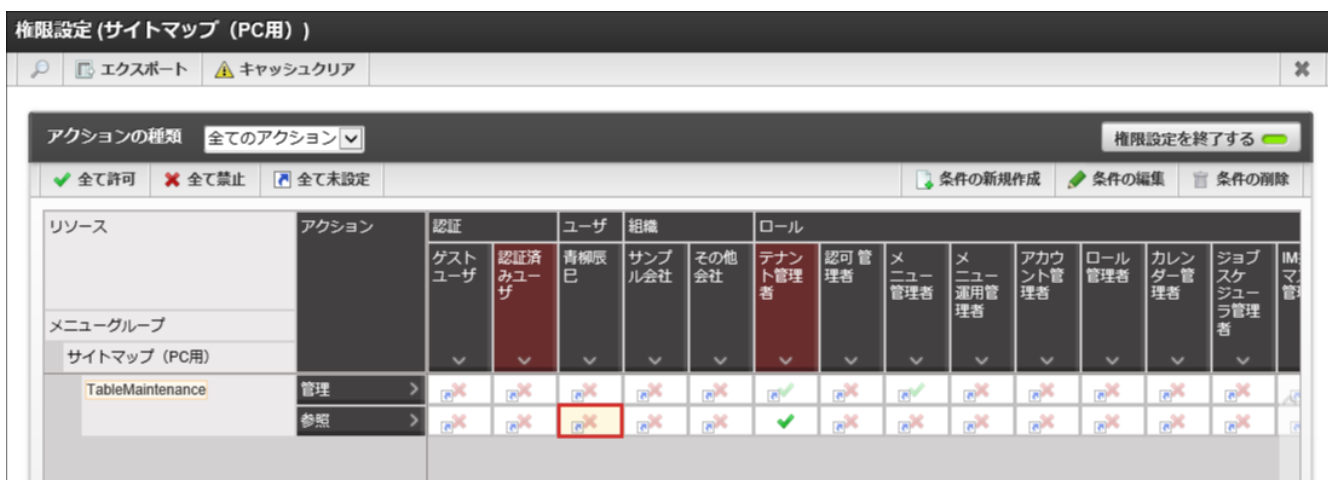 権限設定 (サイトマップ（PC用）)
エクスポート キャッシュクリア
アクションの種類 全てのアクション 権限設定を終了する
全て許可 全て禁止 全て未設定 条件の新規作成 条件の編集 条件の削除
リソース アクション 認証 ユーザ 組織 ロール
ゲスト
ユーザ
認証済
みユー
ザ
青柳辰
巳
サンプ
ル会社
その他
会社
テナン
ト管理
者
認可 管
理者
メ
ニュー
管理者
メ
ニュー
運用管
理者
アカウ
ント管
理者
ロール
管理者
カレン
ダー管
理者
ジョブ
スケ
ジュー
ラ管理
者
メニューグループ
サイトマップ（PC用）
TableMaintenance 管理
参照